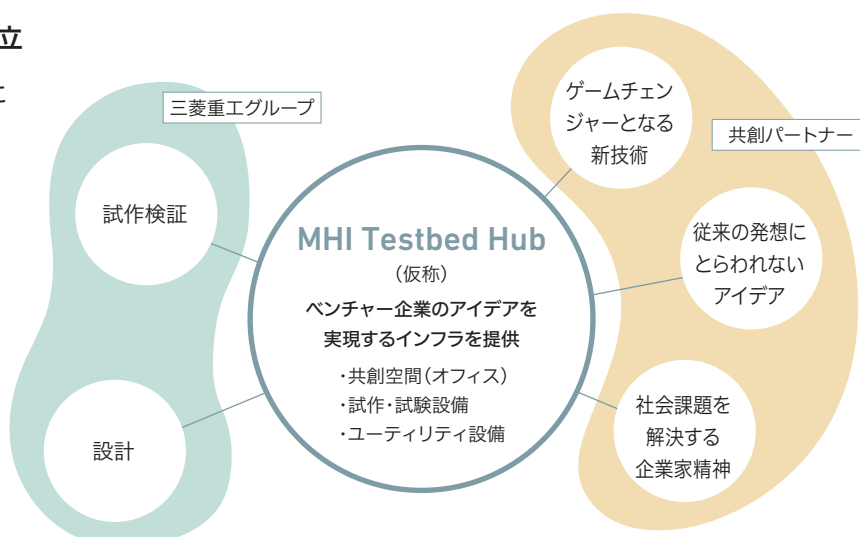 立
に
三菱重工グループ
試作検証
設計
MHI Testbed Hub
(仮称)
ベンチャー企業のアイデアを
実現するインフラを提供
・共創空間(オフィス)
・試作・試験設備
・ユーティリティ設備
共創パートナー
ゲームチェン
ジャーとなる
新技術
従来の発想に
とらわれない
アイデア
社会課題を
解決する
企業家精神